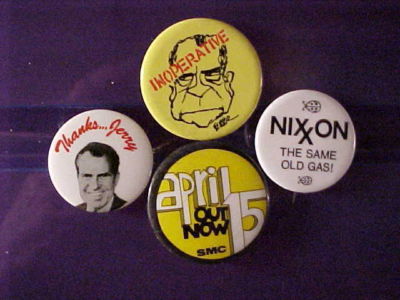 INOPERATIVE
Thanks...Jerry
NIXXON
THE SAME
OLD GAS!
april
15
OUT
NOW
SMC